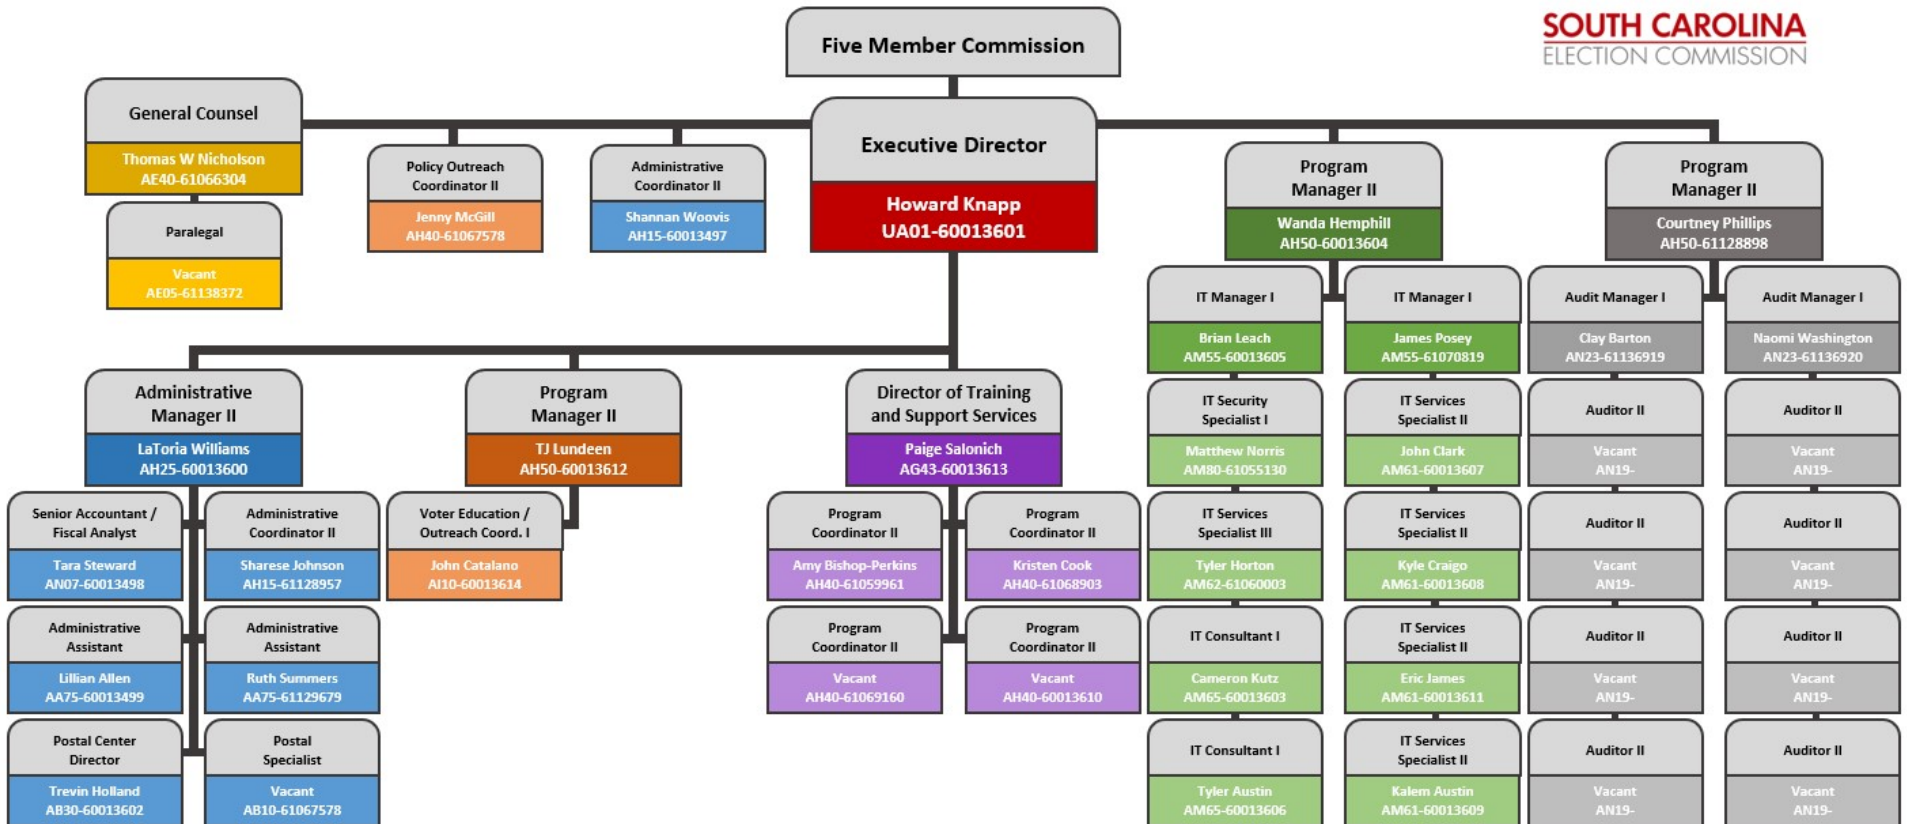 SOUTH CAROLINA
ELECTION COMMISSION
Five Member Commission
General Counsel
Thomas W Nicholson
AE40-61066304
Paralegal
Vacant
AE05-61138372
Policy Outreach
Coordinator II
Jenny McGill
AH40-61067578
Administrative
Coordinator II
Shannan Woovis
AH15-60013497
Executive Director
Howard Knapp
UA01-60013601
Program
Manager II
Wanda Hemphill
AH50-60013604
Program
Manager II
Courtney Phillips
AH50-61128898
Administrative
Manager II
LaToria Williams
AH25-60013600
Senior Accountant /
Fiscal Analyst
Tara Steward
AN07-60013498
Administrative
Coordinator II
Sharese Johnson
AH15-61128957
Administrative
Assistant
Lillian Allen
AA75-60013499
Administrative
Assistant
Ruth Summers
AA75-61129679
Postal Center
Director
Trevin Holland
AB30-60013602
Postal
Specialist
Vacant
AB10-61067578
Program
Manager II
TJ Lundeen
AH50-60013612
Voter Education /
Outreach Coord. I
John Catalano
AI10-60013614
Director of Training
and Support Services
Paige Salonich
AG43-60013613
Program
Coordinator II
Amy Bishop-Perkins
AH40-61059961
Program
Coordinator II
Kristen Cook
AH40-61068903
Program
Coordinator II
Vacant
AH40-61069160
Program
Coordinator II
Vacant
AH40-60013610
IT Manager I
Brian Leach
AM55-60013605
IT Security
Specialist I
Matthew Norris
AM80-61055130
IT Services
Specialist III
Tyler Horton
AM62-61060003
IT Consultant I
Cameron Kutz
AM65-60013603
IT Consultant I
Tyler Austin
AM65-60013606
IT Manager I
James Posey
AM55-61070819
IT Services
Specialist II
John Clark
AM61-60013607
IT Services
Specialist II
Kyle Craigo
AM61-60013608
IT Services
Specialist II
Eric James
AM61-60013611
IT Services
Specialist II
Kalem Austin
AM61-60013609
Audit Manager I
Clay Barton
AN23-61136919
Auditor II
Vacant
AN19-
Auditor II
Vacant
AN19-
Auditor II
Vacant
AN19-
Auditor II
Vacant
AN19-
Audit Manager I
Naomi Washington
AN23-61136920
Auditor II
Vacant
AN19-
Auditor II
Vacant
AN19-
Auditor II
Vacant
AN19-
Auditor II
Vacant
AN19-